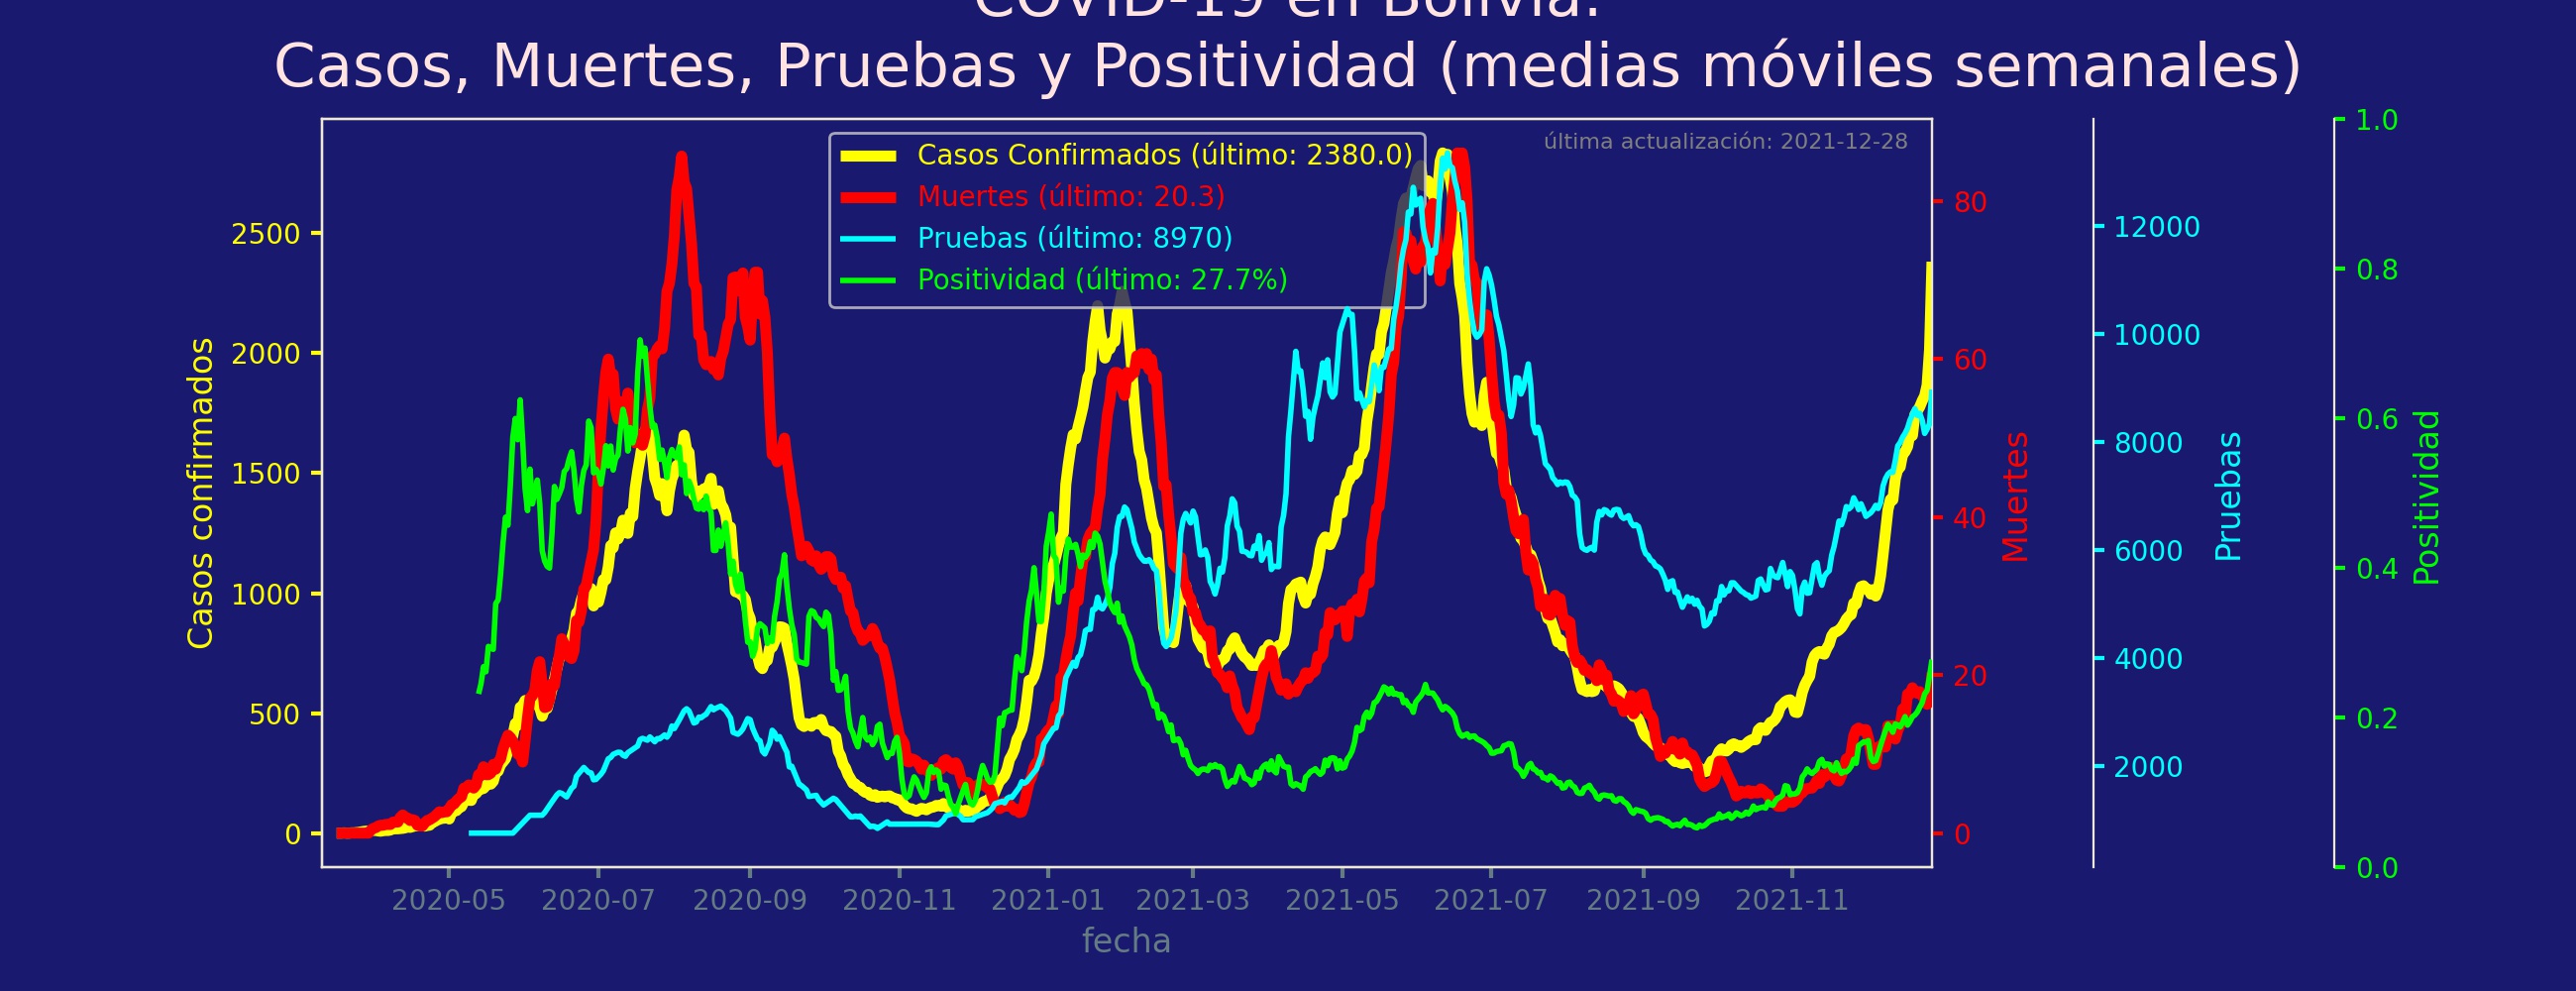 COVID-19 en Bolivia:
Casos, Muertes, Pruebas y Positividad (medias móviles semanales)
última actualización: 2021-12-28
Casos Confirmados (último: 2380.0)
Muertes (último: 20.3)
Pruebas (último: 8970)
Positividad (último: 27.7%)
Casos confirmados
2500
2000
1500
1000
500
0
80
60
40
20
0
Muertes
12000
10000
8000
6000
4000
2000
Pruebas
1.0
0.8
0.6
0.4
0.2
0.0
Positividad
2020-05 2020-07 2020-09 2020-11 2021-01 2021-03 2021-05 2021-07 2021-09 2021-11
fecha